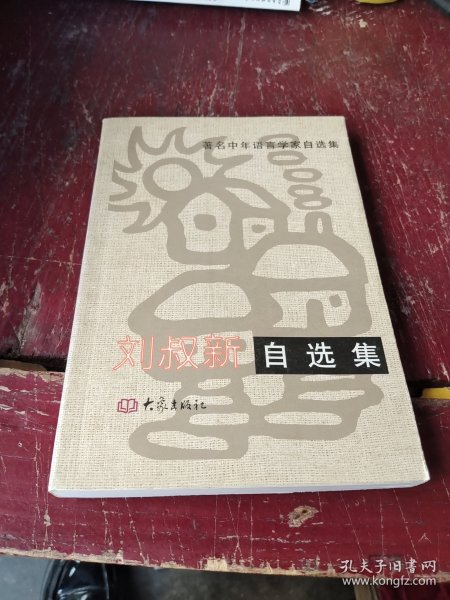 著名中年语言学家自选集
刘叔新 自选集
大象出版社
孔夫子旧书网
www.kongfz.com